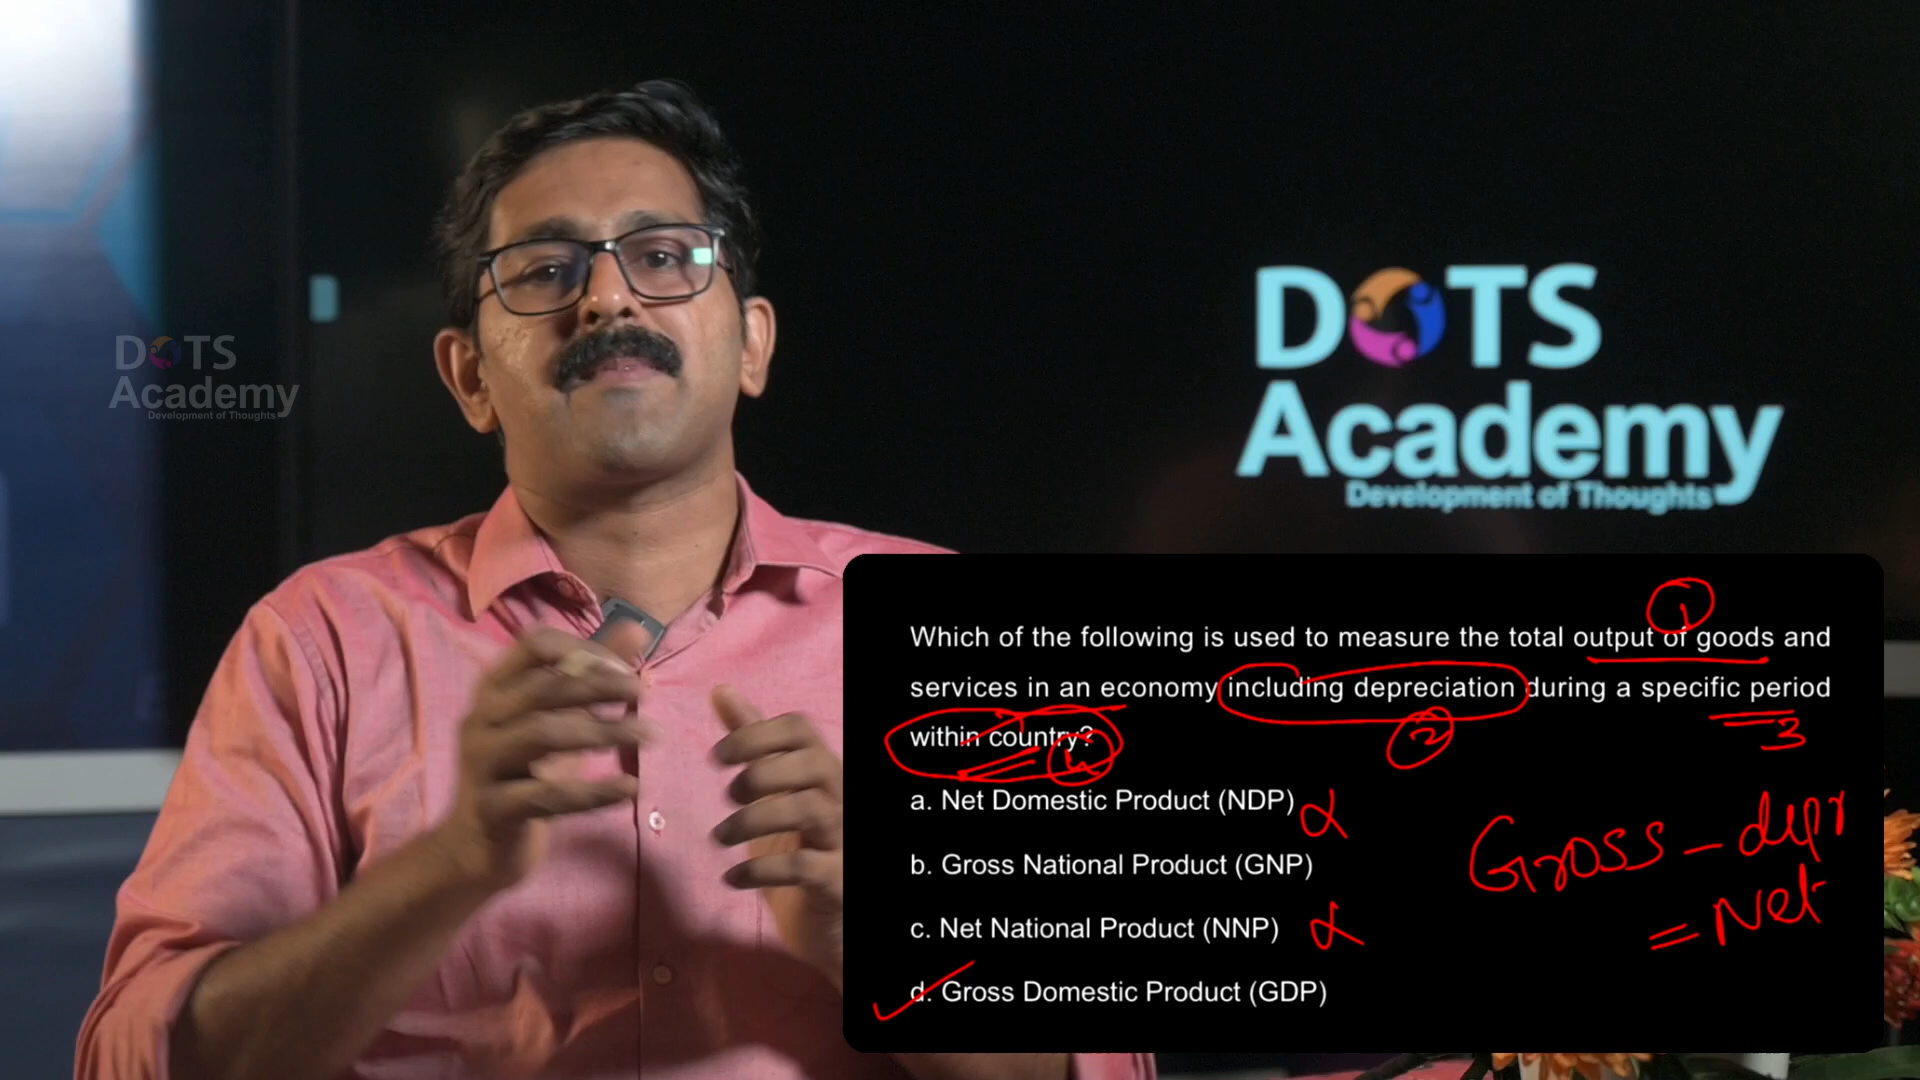 DOTS
Academy
Development of Thoughts
DOTS
Academy
Development of Thoughts
1
Which of the following is used to measure the total output of goods and
services in an economy including depreciation during a specific period
within country?
2
3
4
a. Net Domestic Product (NDP)
b. Gross National Product (GNP)
c. Net National Product (NNP)
d. Gross Domestic Product (GDP)
Gross - depr
= Net